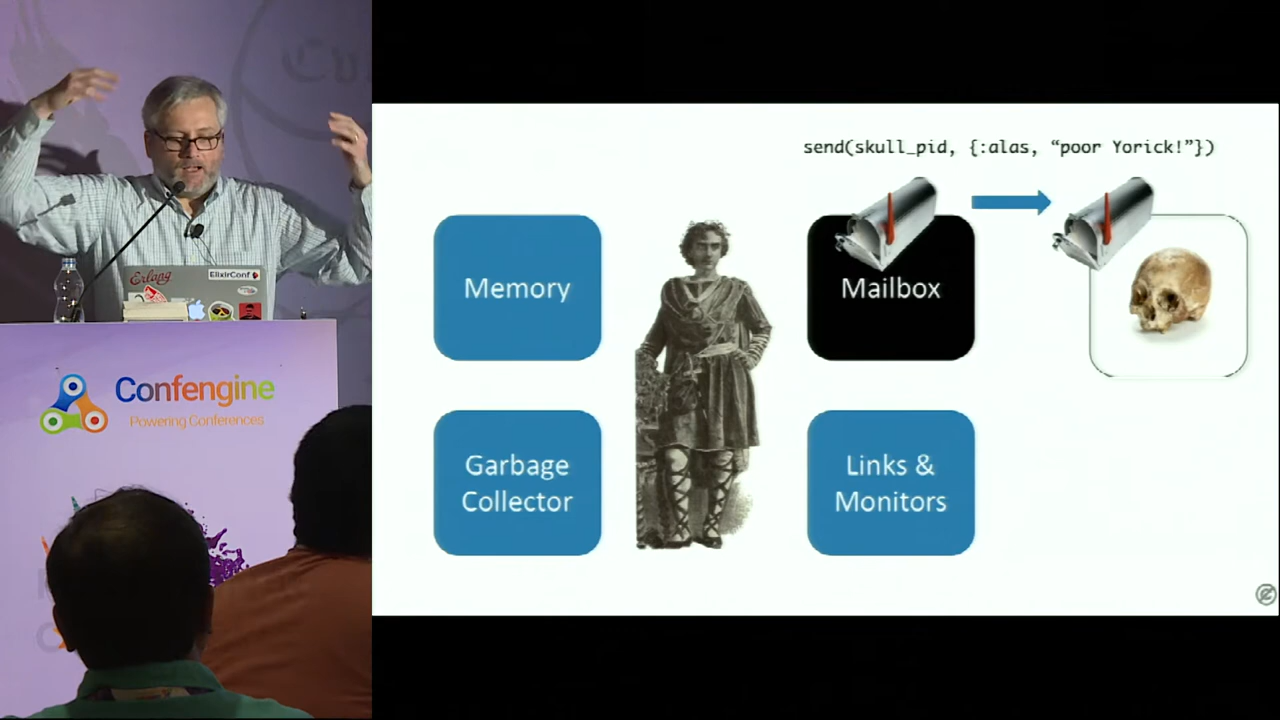 Erlang
ElixirConf
Confengine
Powering Conferences
send(skull_pid, {:alas, “poor Yorick!”})
Memory
Mailbox
Garbage
Collector
Links &
Monitors